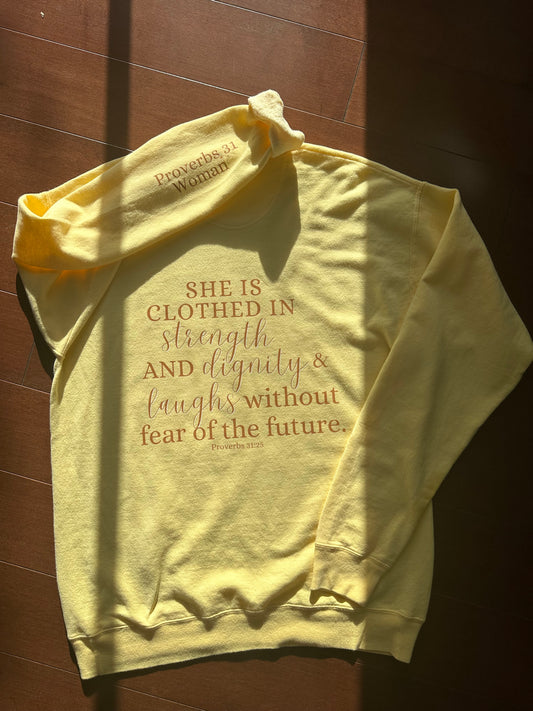 Proverbs 31
Woman
SHE IS
CLOTHED IN
strength
AND dignity &
laughs without
fear of the future.
Proverbs 31:25